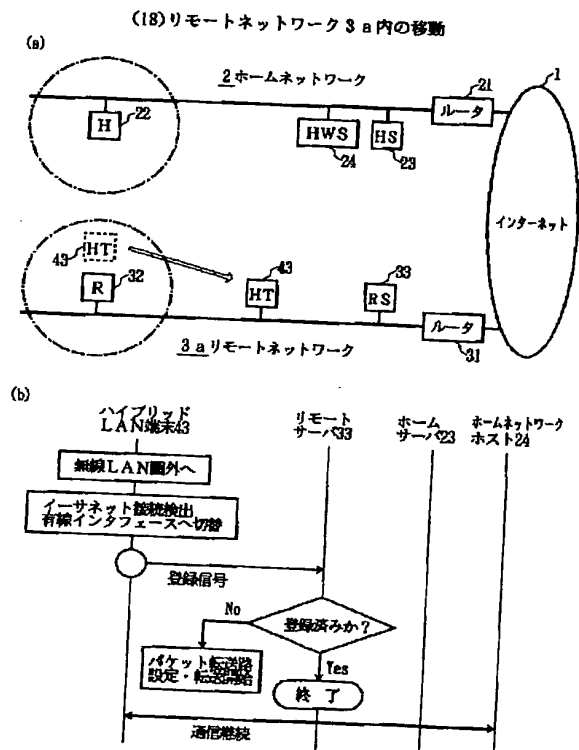 (18)リモートネットワーク3a内の移動
(a)
2ホームネットワーク
21
1
H
22
HWS
24
HS
23
ルータ
インターネット
HT
43
R
32
43
HT
33
RS
ルータ
31
3aリモートネットワーク
(b)
ハイブリッド
LAN端末43
リモート
サーバ33
ホーム
サーバ23
ホームネットワーク
ホスト24
無線LAN圏外へ
イーサネット接続検出
有線インタフェースへ切替
登録信号
No
登録済みか?
パケット転送路
設定・転送開始
Yes
終了
通信継続